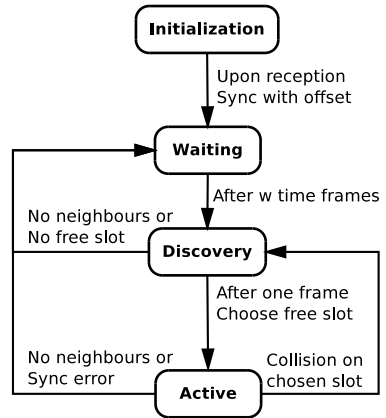 Initialization
Upon reception
Sync with offset
Waiting
After w time frames
No neighbours or
No free slot
Discovery
After one frame
Choose free slot
No neighbours or
Sync error
Collision on
chosen slot
Active